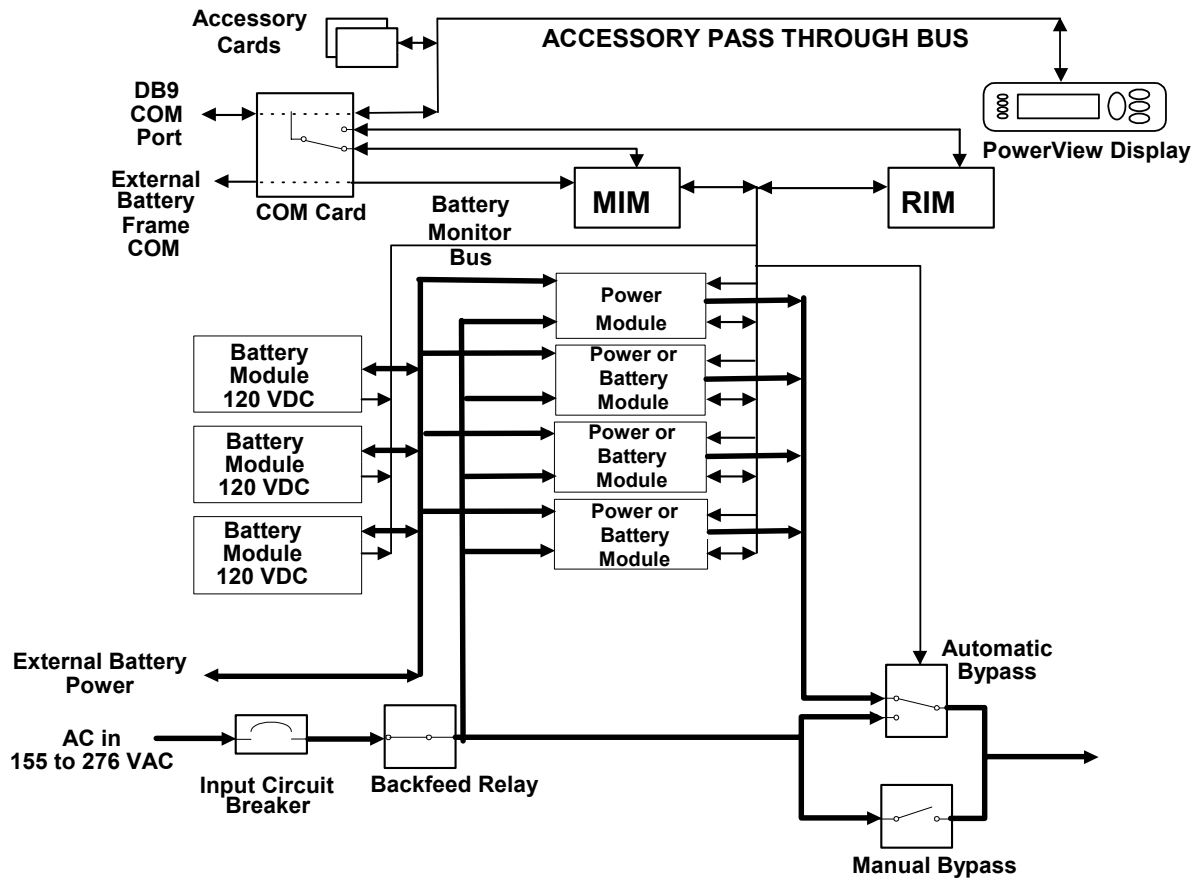 Accessory
Cards
ACCESSORY PASS THROUGH BUS
DB9
COM
Port
PowerView Display
External
Battery
Frame
COM
COM Card
MIM
RIM
Battery
Monitor
Bus
Power
Module
Battery
Module
120 VDC
Power or
Battery
Module
Battery
Module
120 VDC
Power or
Battery
Module
Battery
Module
120 VDC
Power or
Battery
Module
External Battery
Power
Automatic
Bypass
AC in
155 to 276 VAC
Input Circuit
Breaker
Backfeed Relay
Manual Bypass